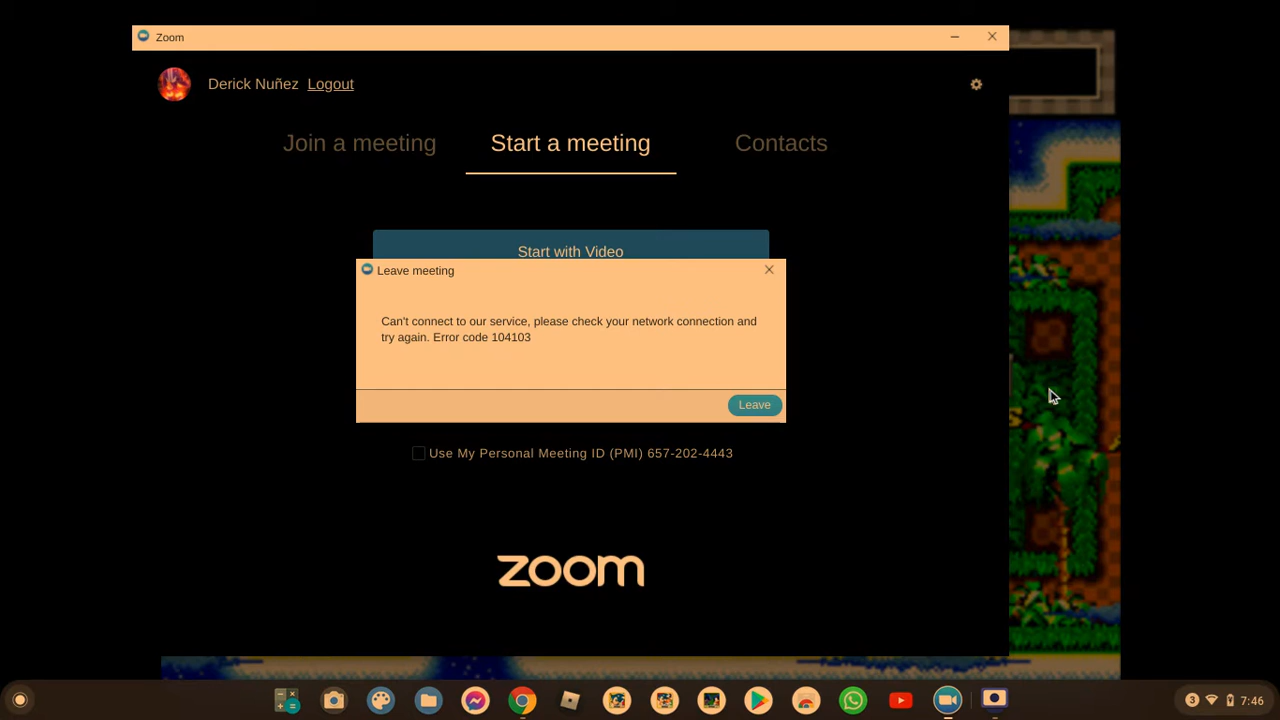 Zoom
Derick Nuñez Logout
Join a meeting Start a meeting Contacts
Start with Video
Leave meeting
Can't connect to our service, please check your network connection and
try again. Error code 104103
Leave
Use My Personal Meeting ID (PMI) 657-202-4443
zoom
3 7:46